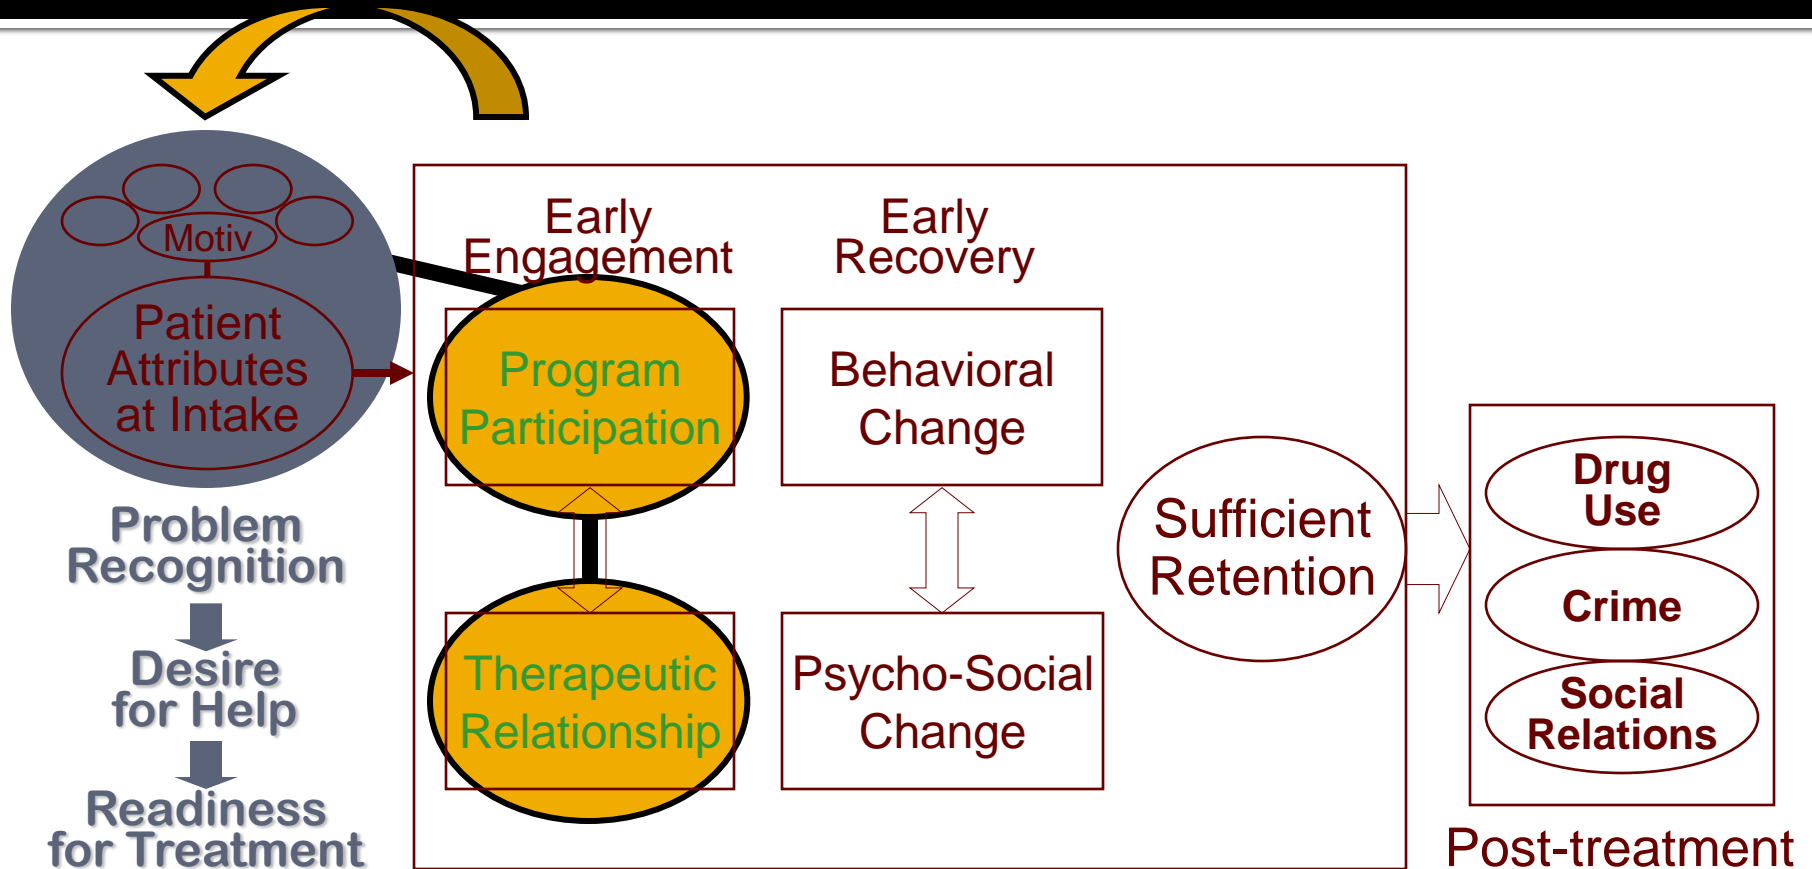 Motiv
Patient
Attributes
at Intake
Problem
Recognition
Desire
for Help
Readiness
for Treatment
Early
Engagement
Program
Participation
Therapeutic
Relationship
Early
Recovery
Behavioral
Change
Psycho-Social
Change
Sufficient
Retention
Drug
Use
Crime
Social
Relations
Post-treatment